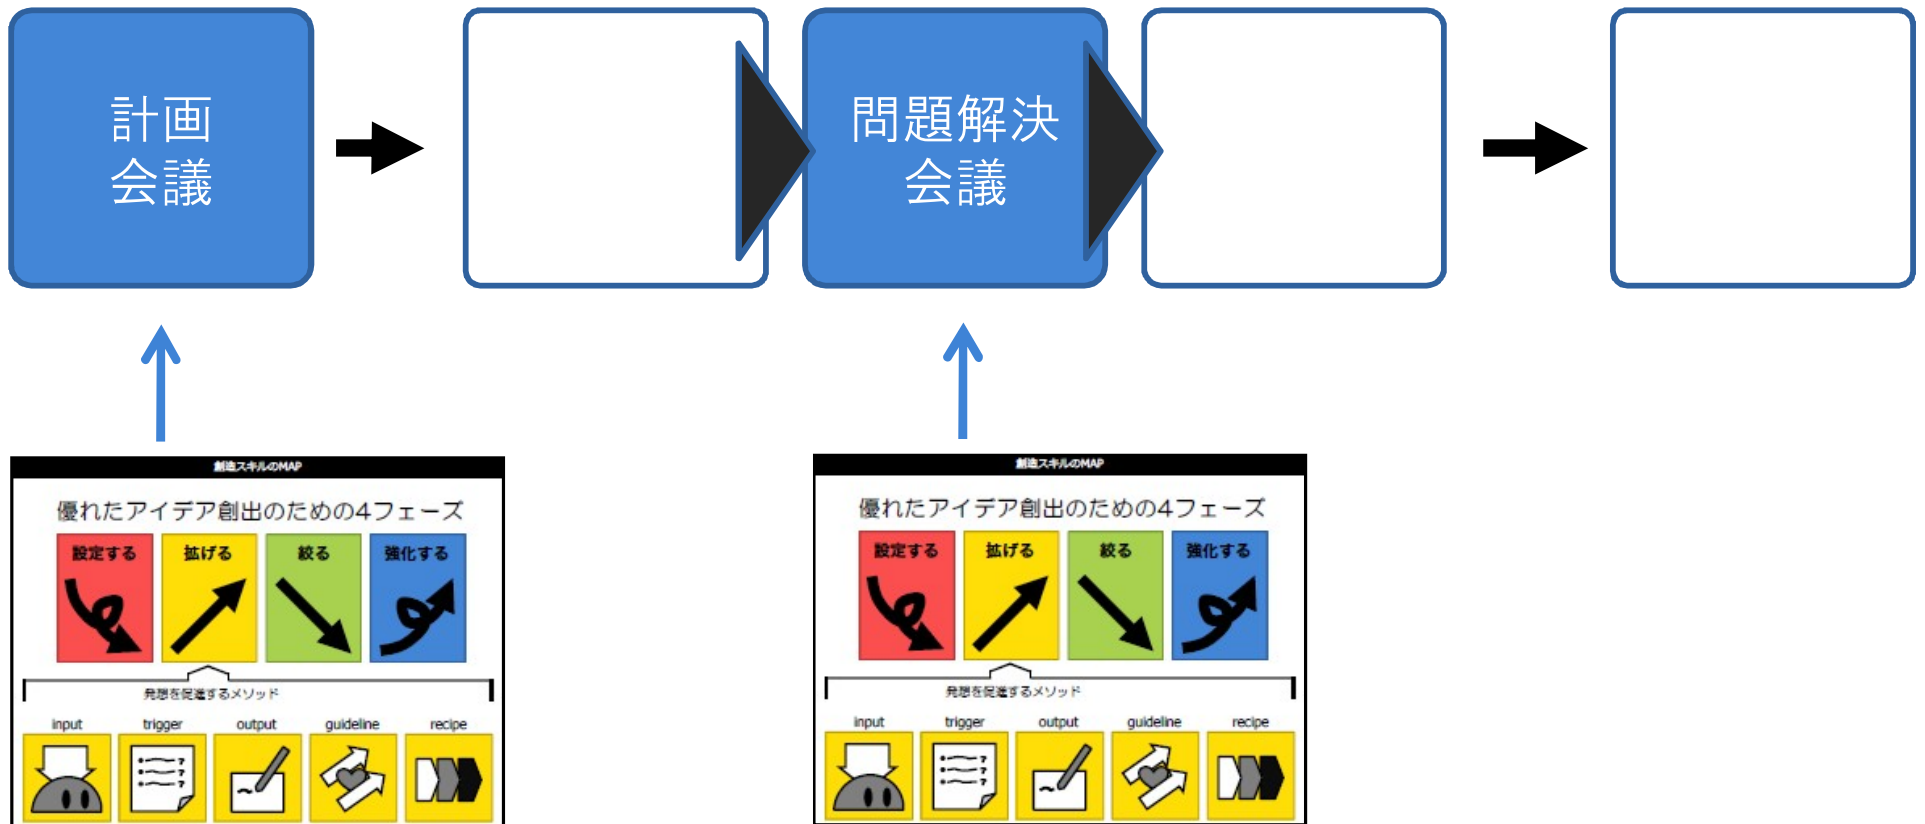 計画
会議
問題解決
会議
創造スキルのMAP
優れたアイデア創出のための4フェーズ
設定する
拡げる
絞る
強化する
発想を促進するメソッド
input
trigger
output
guideline
recipe
創造スキルのMAP
優れたアイデア創出のための4フェーズ
設定する
拡げる
絞る
強化する
発想を促進するメソッド
input
trigger
output
guideline
recipe